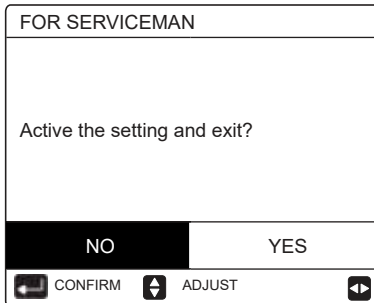 FOR SERVICEMAN
Active the setting and exit?
NO YES
CONFIRM ADJUST